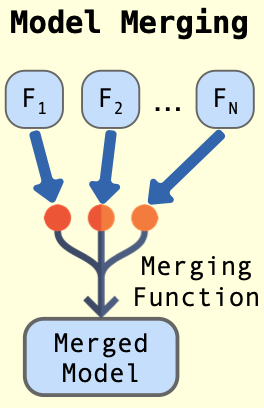 Model Merging
F1 F2 ... FN
Merging
Function
Merged
Model